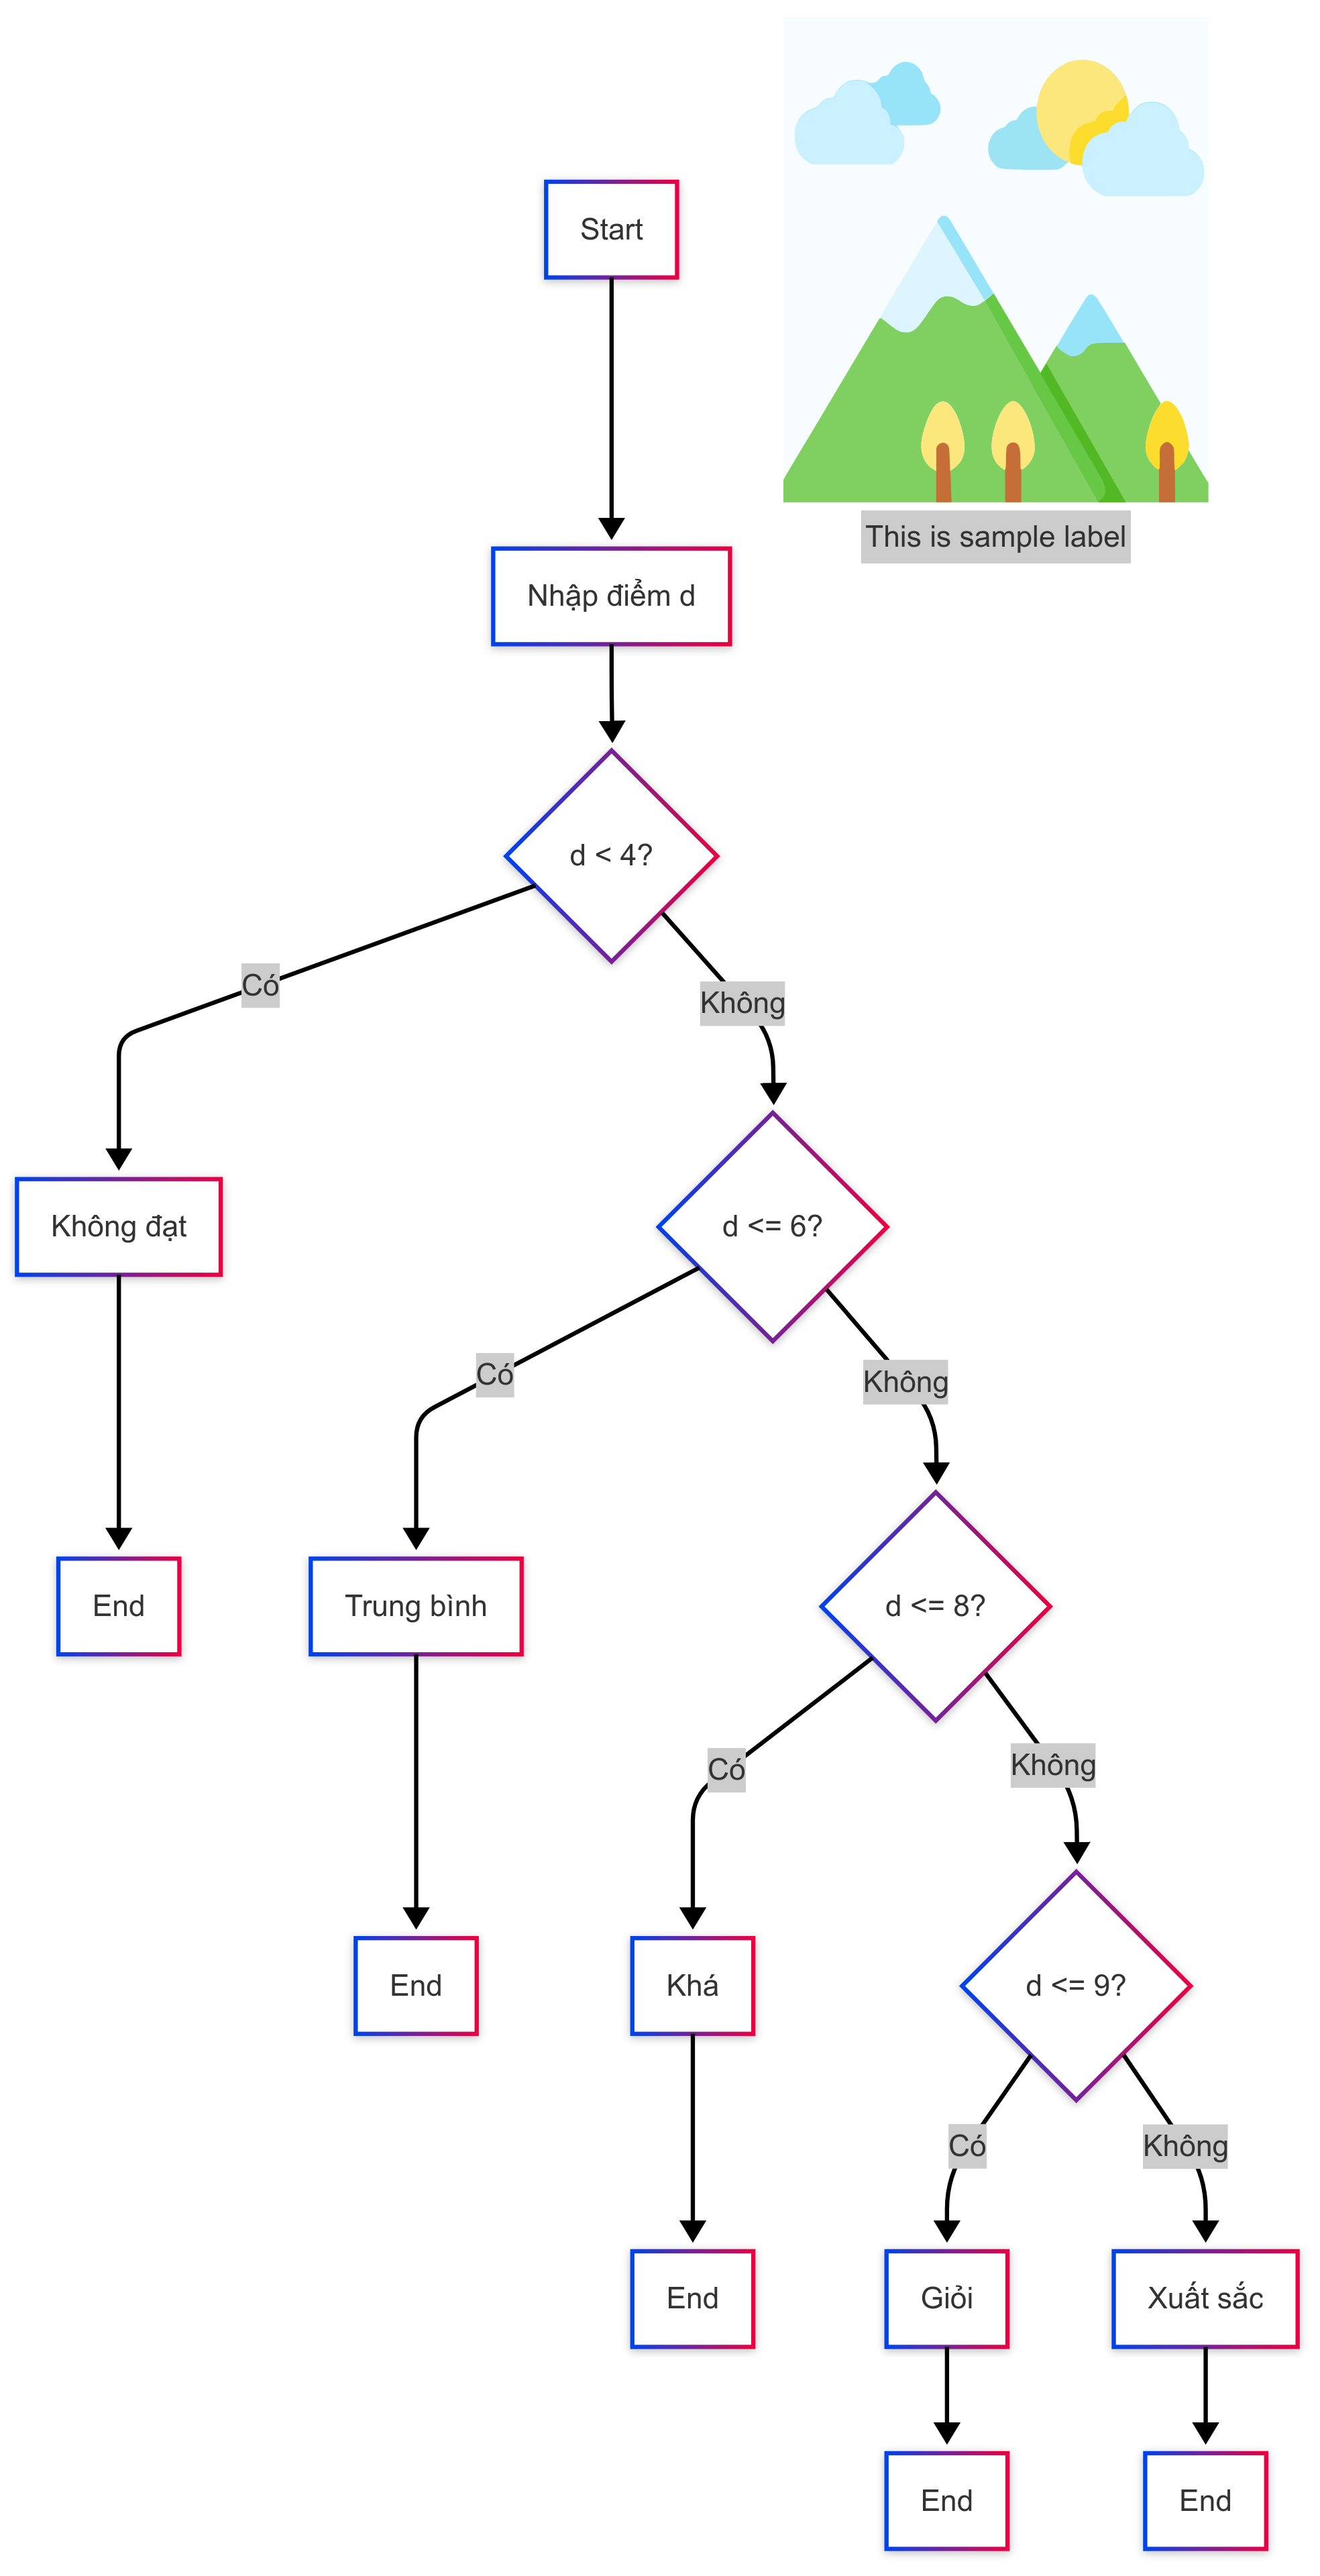 Start
This is sample label
Nhập điểm d
d < 4?
Có
Không
Không đạt
d <= 6?
Có
Không
End
Trung bình
d <= 8?
Có
Không
End
Khá
d <= 9?
Có
Không
End
Giỏi
Xuất sắc
End
End